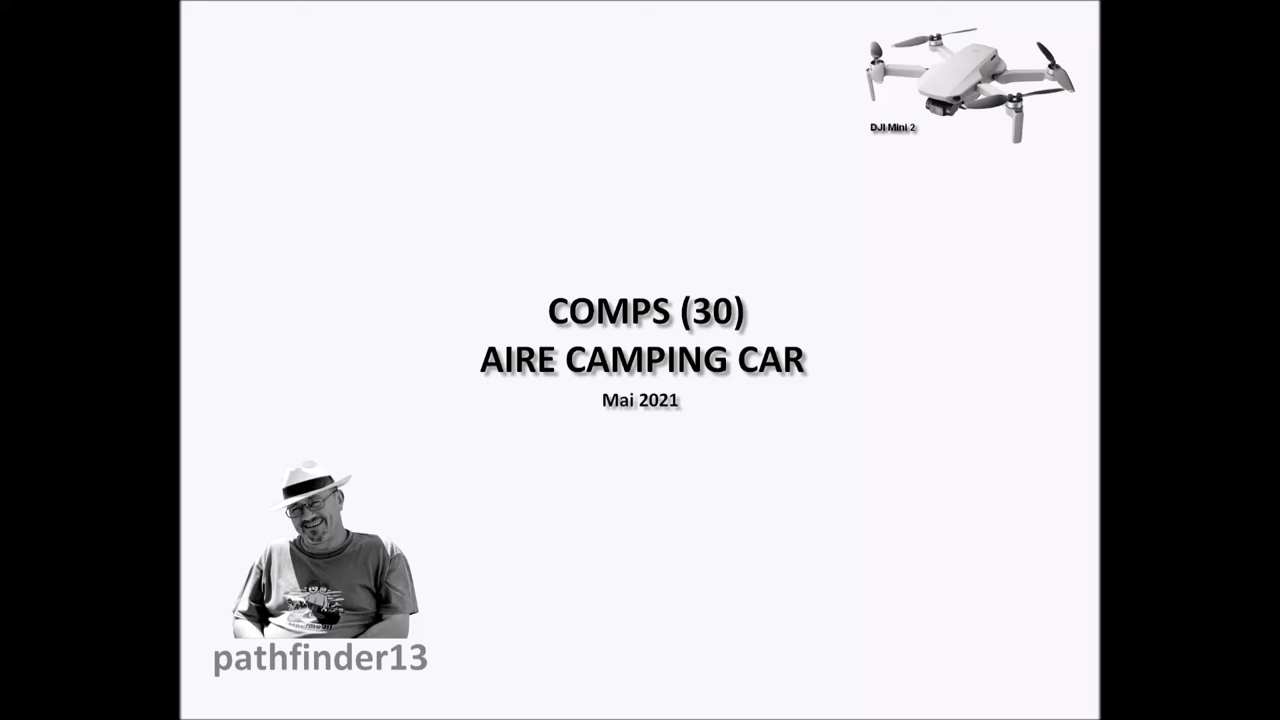 DJI Mini 2
COMPS (30)
AIRE CAMPING CAR
Mai 2021
pathfinder13